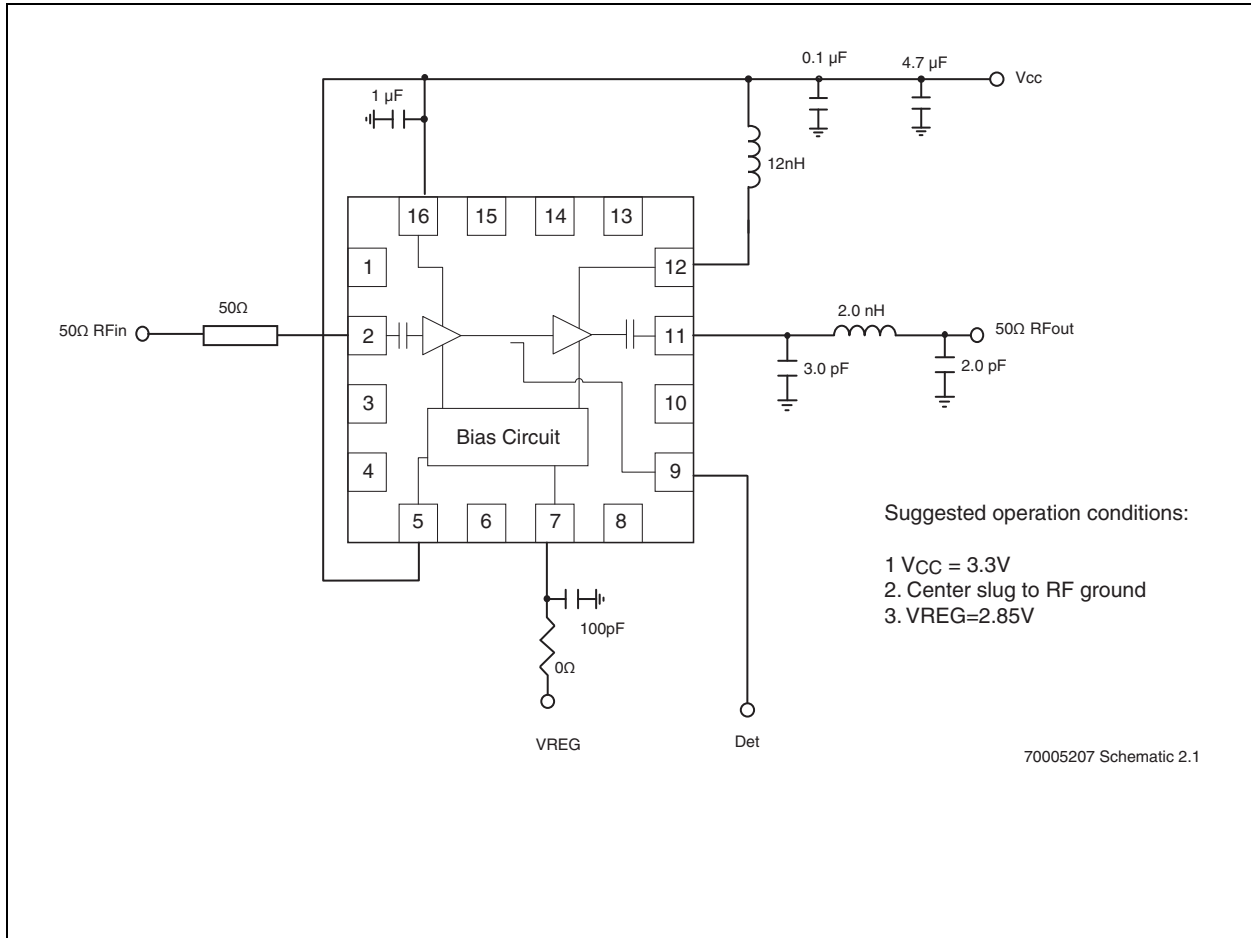 0.1 µF
4.7 µF
Vcc
1 µF
12nH
16
15
14
13
1
12
50Ω
2.0 nH
50Ω RFin
2
11
50Ω RFout
3.0 pF
2.0 pF
3
10
Bias Circuit
4
9
5
6
7
8
Suggested operation conditions:
1 VCC = 3.3V
2. Center slug to RF ground
3. VREG=2.85V
100pF
0Ω
VREG
Det
70005207 Schematic 2.1